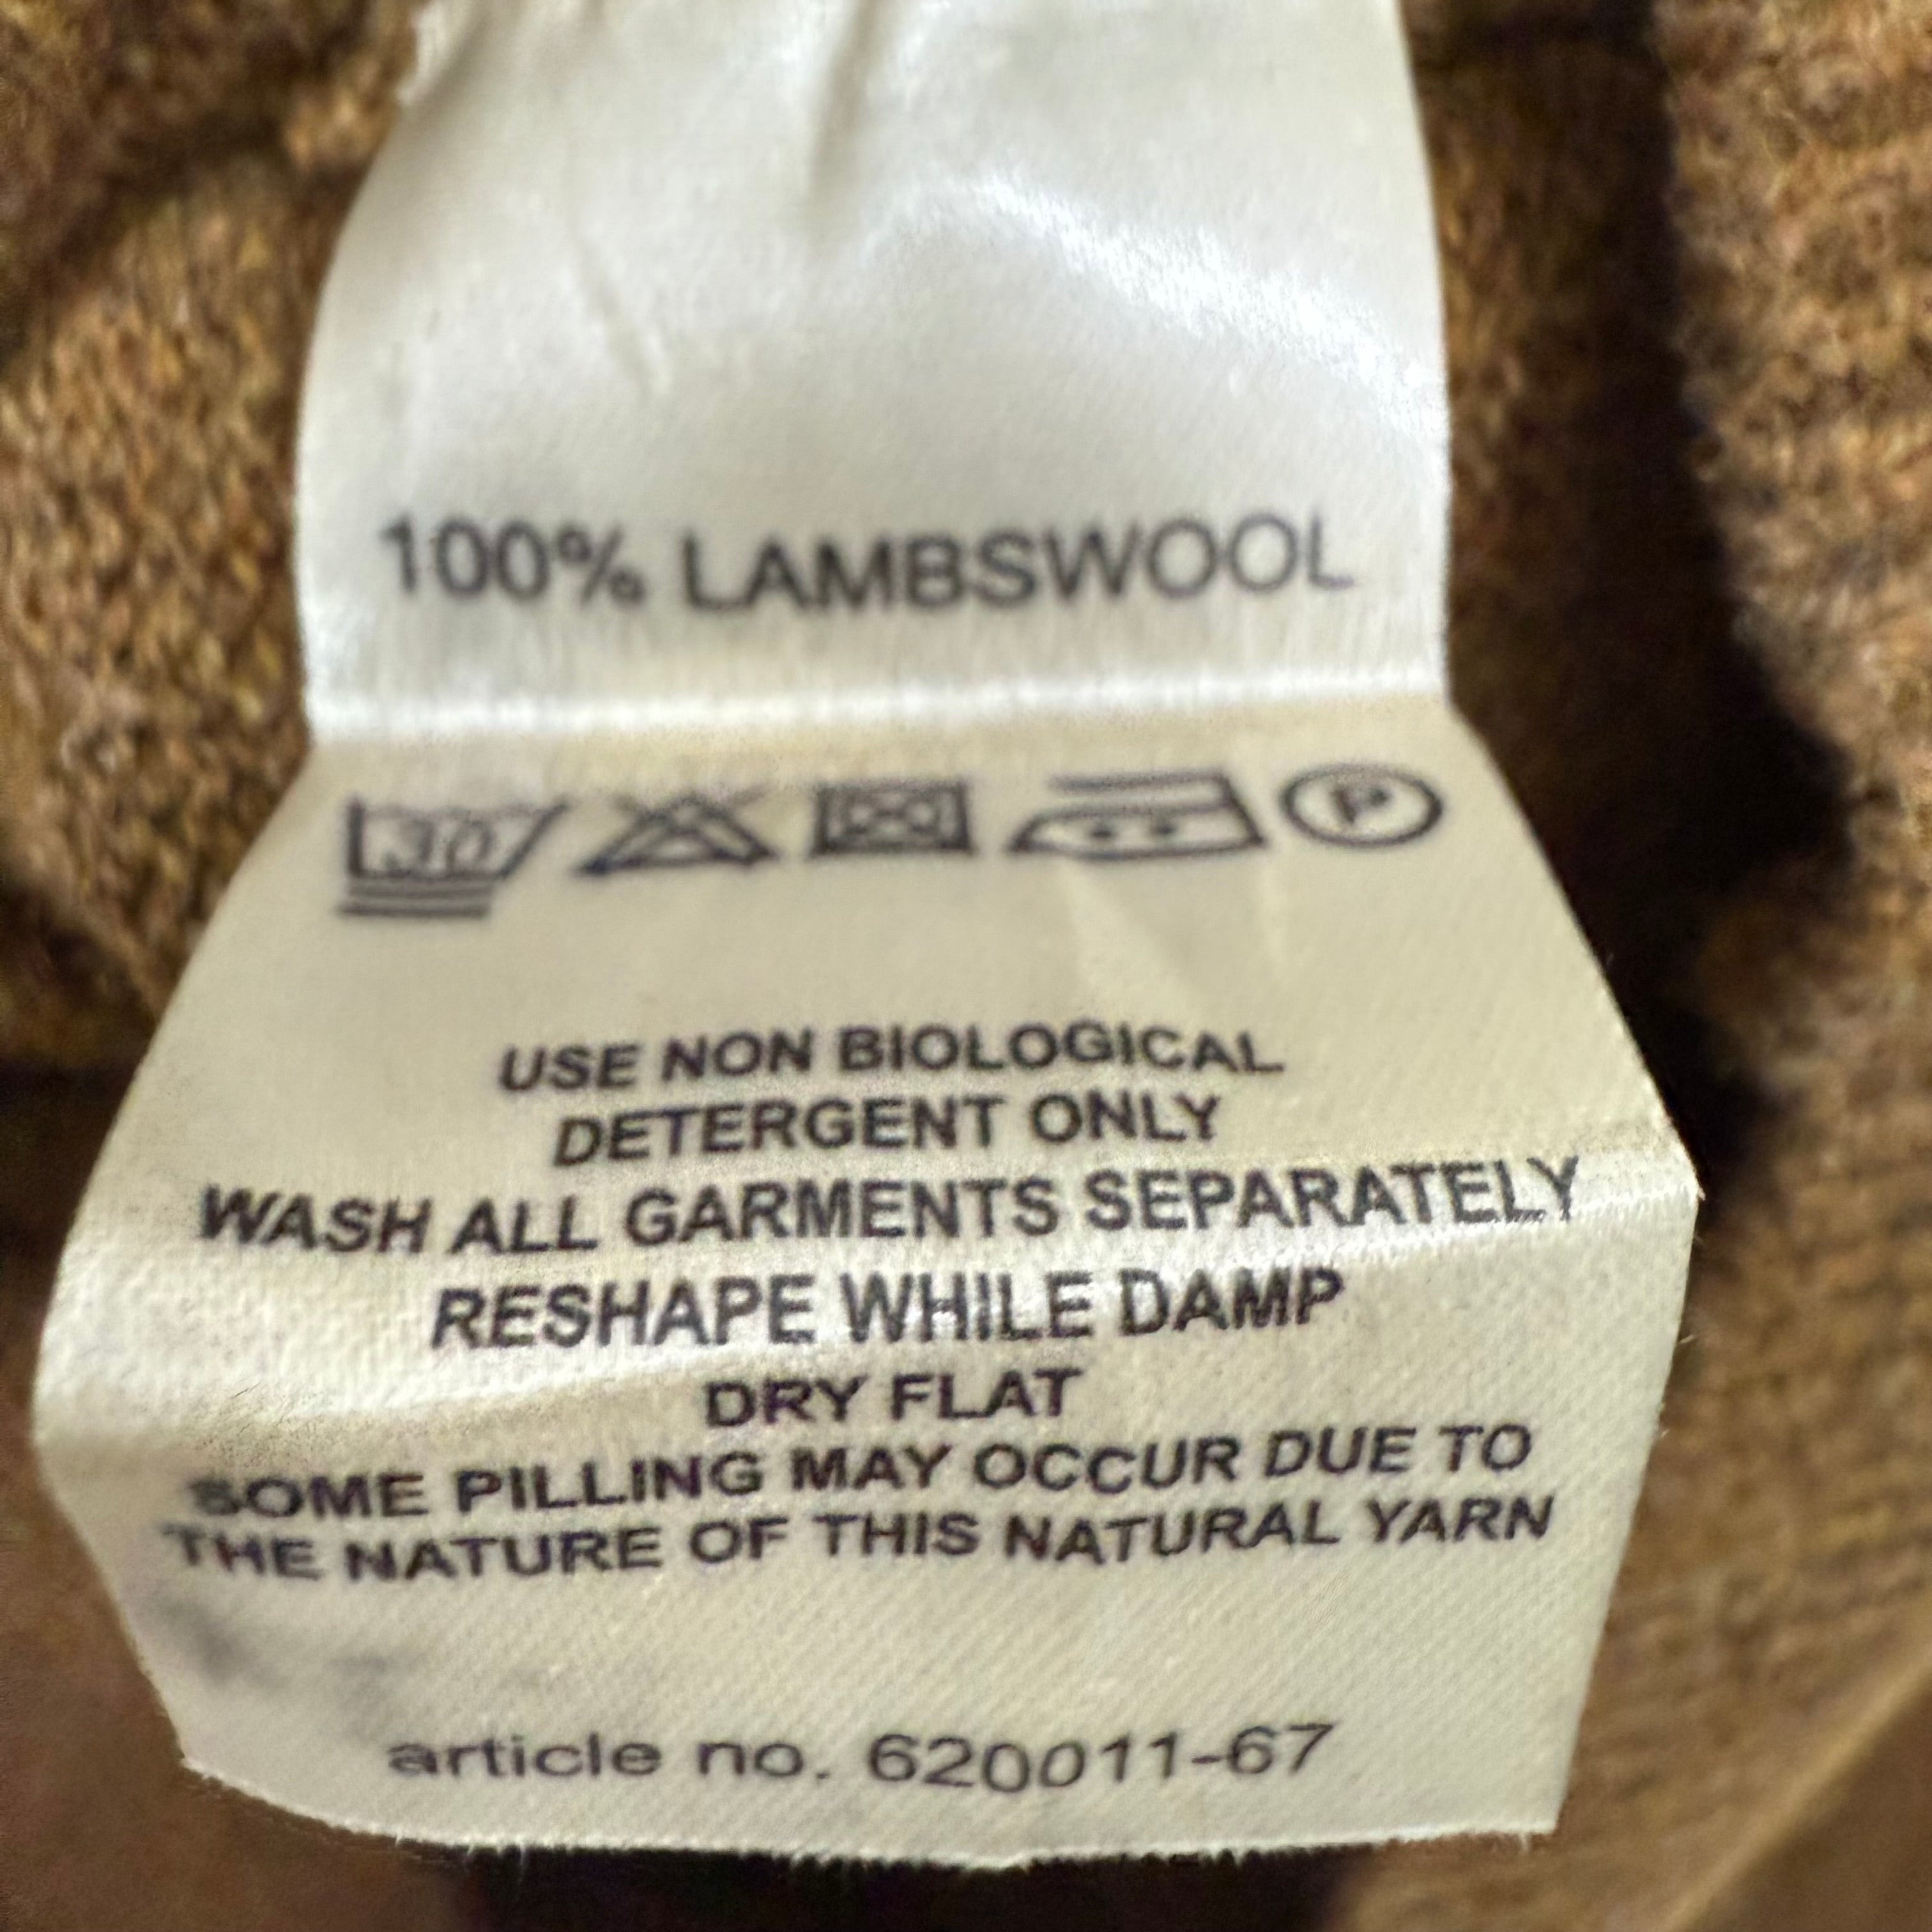 100% LAMBSWOOL
30 P
USE NON BIOLOGICAL
DETERGENT ONLY
WASH ALL GARMENTS SEPARATELY
RESHAPE WHILE DAMP
DRY FLAT
SOME PILLING MAY OCCUR DUE TO
THE NATURE OF THIS NATURAL YARN
article no. 620011-67